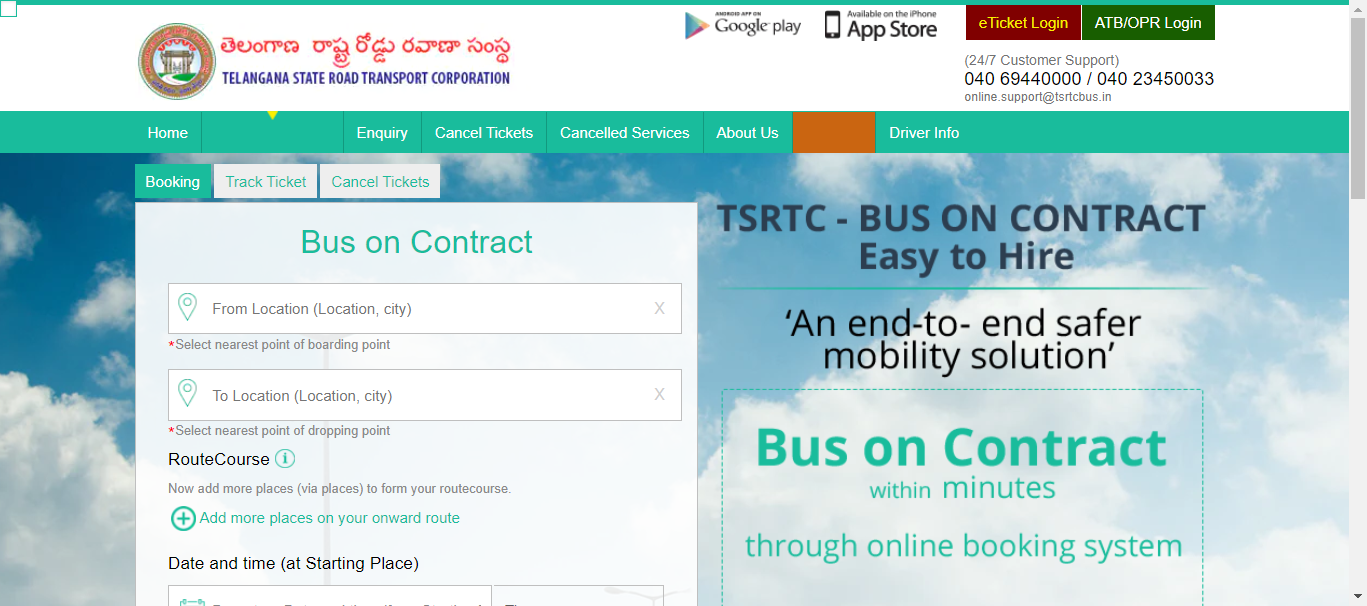 తెలంగాణ రాష్ట్ర రోడ్డు రవాణా సంస్థ
TELANGANA STATE ROAD TRANSPORT CORPORATION
ANDROID APP ON
Google play
Available on the iPhone
App Store
eTicket Login
ATB/OPR Login
(24/7 Customer Support)
040 69440000 / 040 23450033
online.support@tsrtcbus.in
Home
Enquiry
Cancel Tickets
Cancelled Services
About Us
Driver Info
Booking
Track Ticket
Cancel Tickets
Bus on Contract
From Location (Location, city)
X
*Select nearest point of boarding point
To Location (Location, city)
X
*Select nearest point of dropping point
RouteCourse
Now add more places (via places) to form your routecourse.
Add more places on your onward route
Date and time (at Starting Place)
TSRTC - BUS ON CONTRACT
Easy to Hire
‘An end-to- end safer
mobility solution’
Bus on Contract
within minutes
through online booking system